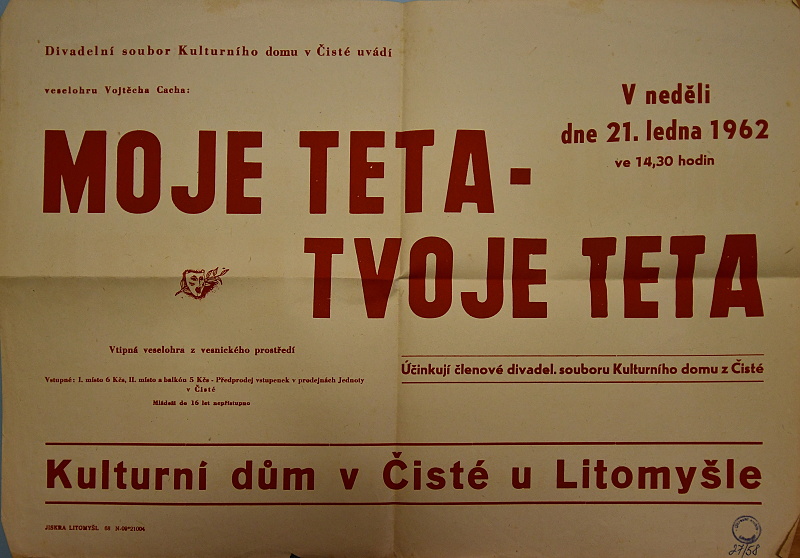 Divadelní soubor Kulturního domu v Čisté uvádí
veselohru Vojtěcha Cacha:
V neděli
dne 21. ledna 1962
ve 14,30 hodin
MOJE TETA -
TVOJE TETA
Vtipná veselohra z vesnického prostředí
Vstupné: I. místo 6 Kčs, II. místo a balkón 5 Kčs - Předprodej vstupenek v prodejnách Jednoty
v Čisté
Mládeži do 16 let nepřístupno
Účinkují členové divadel. souboru Kulturního domu z Čisté
Kulturní dům v Čisté u Litomyšle
JISKRA LITOMYŠL 68 H-09*21004
27/58